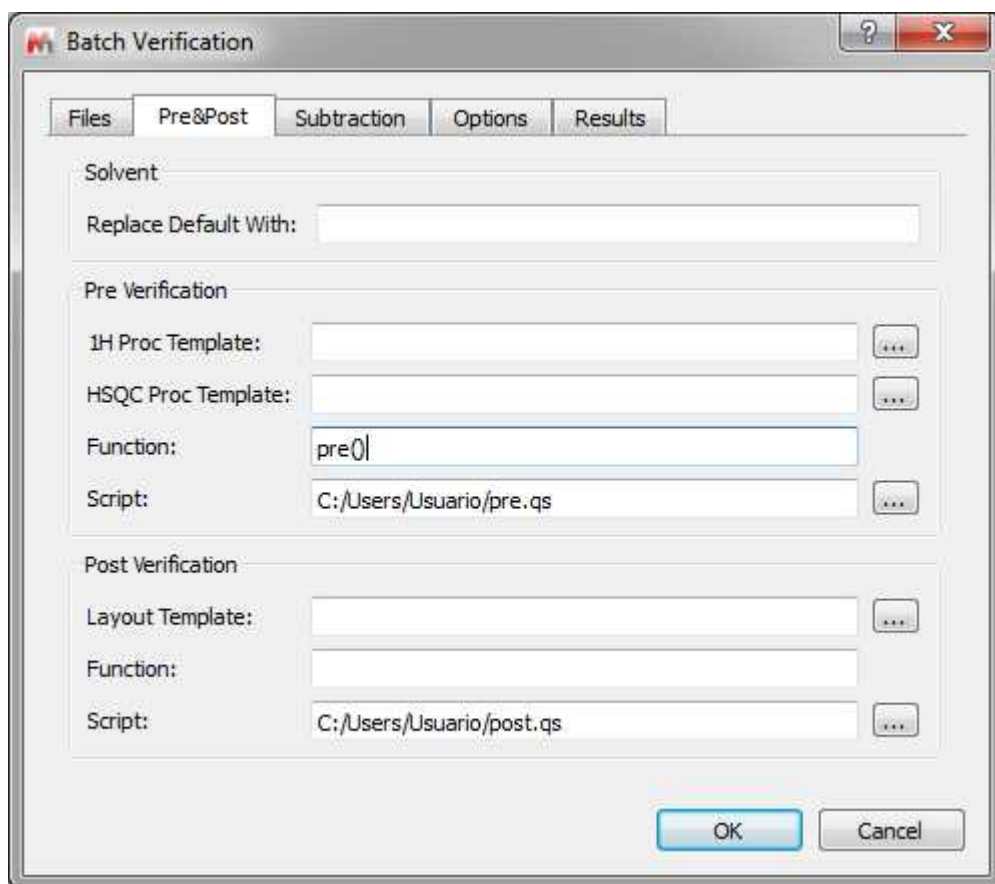 Batch Verification
Files Pre&Post Subtraction Options Results
Solvent
Replace Default With:
Pre Verification
1H Proc Template: ...
HSQC Proc Template: ...
Function: pre()
Script: C:/Users/Usuario/pre.qs ...
Post Verification
Layout Template: ...
Function:
Script: C:/Users/Usuario/post.qs ...
OK Cancel